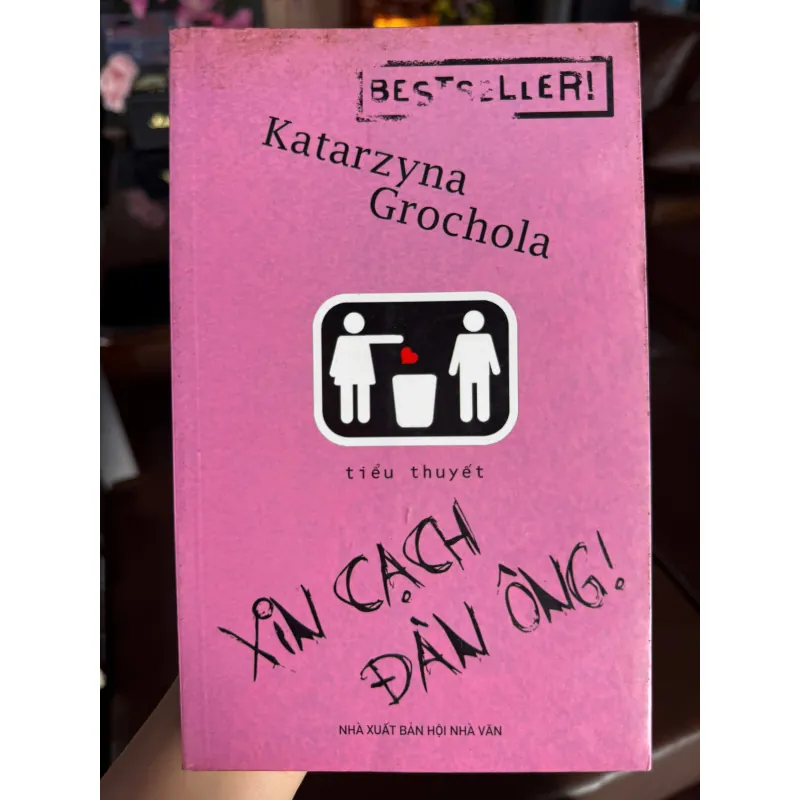 BESTSELLER!
Katarzyna
Grochola
tiểu thuyết
XIN CẠCH
ĐÀN ÔNG!
NHÀ XUẤT BẢN HỘI NHÀ VĂN